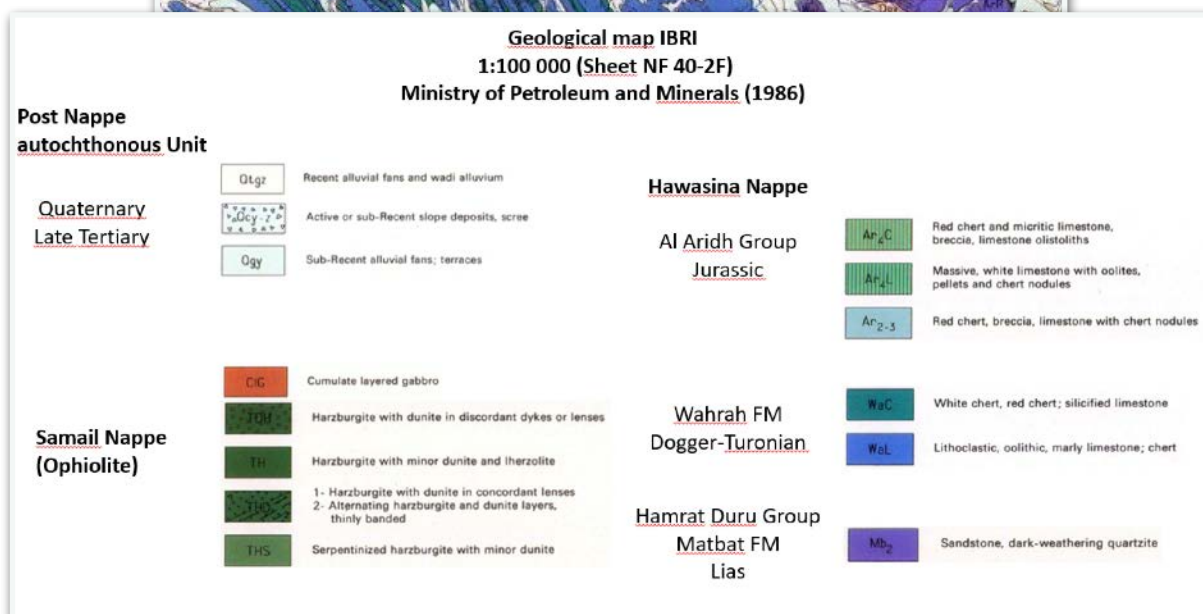 Geological map IBRI
1:100 000 (Sheet NF 40-2F)
Ministry of Petroleum and Minerals (1986)
Post Nappe
autochthonous Unit
Quaternary
Late Tertiary
Qtgz Recent alluvial fans and wadi alluvium
Qcy-z Active or sub-Recent slope deposits, scree
Qgy Sub-Recent alluvial fans; terraces
Samail Nappe
(Ophiolite)
ClG Cumulate layered gabbro
Harzburgite with dunite in discordant dykes or lenses
TH Harzburgite with minor dunite and lherzolite
1- Harzburgite with dunite in concordant lenses
2- Alternating harzburgite and dunite layers,
thinly banded
THS Serpentinized harzburgite with minor dunite
Hawasina Nappe
Al Aridh Group
Jurassic
Ar4C Red chert and micritic limestone,
breccia, limestone olistoliths
Ar4L Massive, white limestone with oolites,
pellets and chert nodules
Ar2-3 Red chert, breccia, limestone with chert nodules
Wahrah FM
Dogger-Turonian
WaC White chert, red chert; silicified limestone
WaL Lithoclastic, oolithic, marly limestone; chert
Hamrat Duru Group
Matbat FM
Lias
Mb2 Sandstone, dark-weathering quartzite